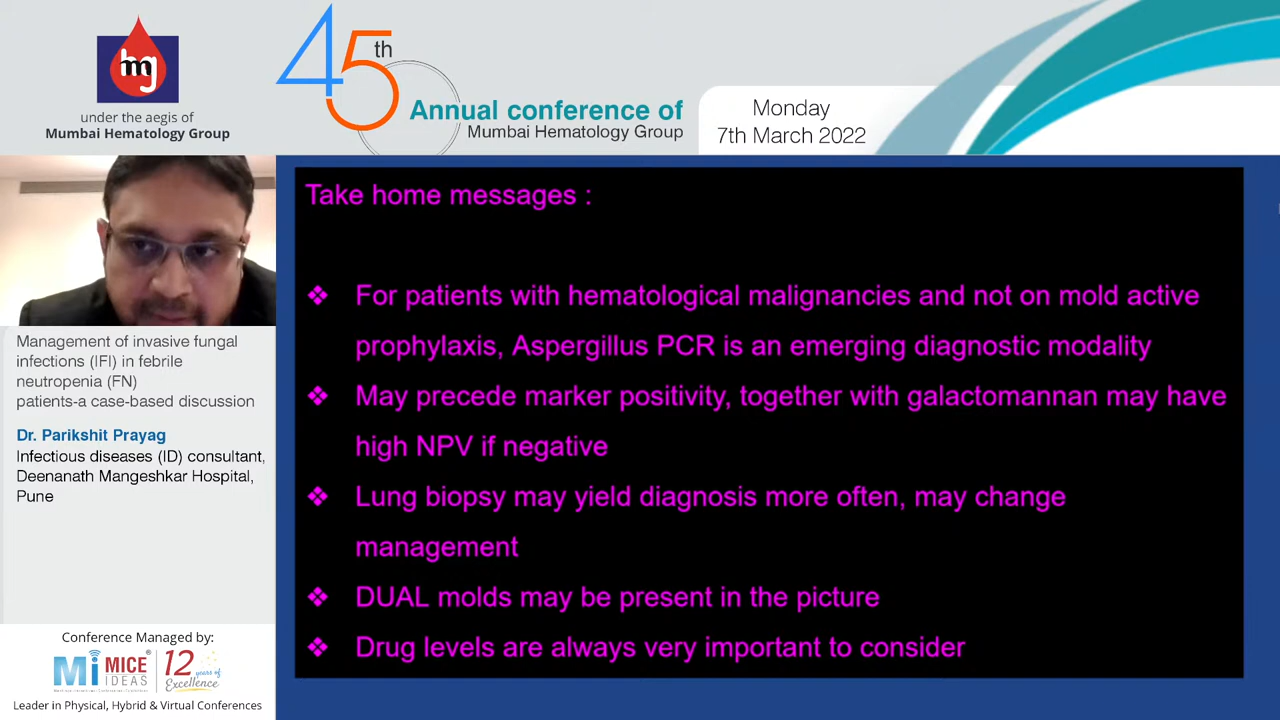 hmg
under the aegis of
Mumbai Hematology Group
45th
Annual conference of
Mumbai Hematology Group
Monday
7th March 2022
Take home messages :
❖ For patients with hematological malignancies and not on mold active
prophylaxis, Aspergillus PCR is an emerging diagnostic modality
❖ May precede marker positivity, together with galactomannan may have
high NPV if negative
❖ Lung biopsy may yield diagnosis more often, may change
management
❖ DUAL molds may be present in the picture
❖ Drug levels are always very important to consider
Management of invasive fungal
infections (IFI) in febrile
neutropenia (FN)
patients-a case-based discussion
Dr. Parikshit Prayag
Infectious diseases (ID) consultant,
Deenanath Mangeshkar Hospital,
Pune
Conference Managed by:
Mi MICE IDEAS®
12 years of Excellence
Leader in Physical, Hybrid & Virtual Conferences